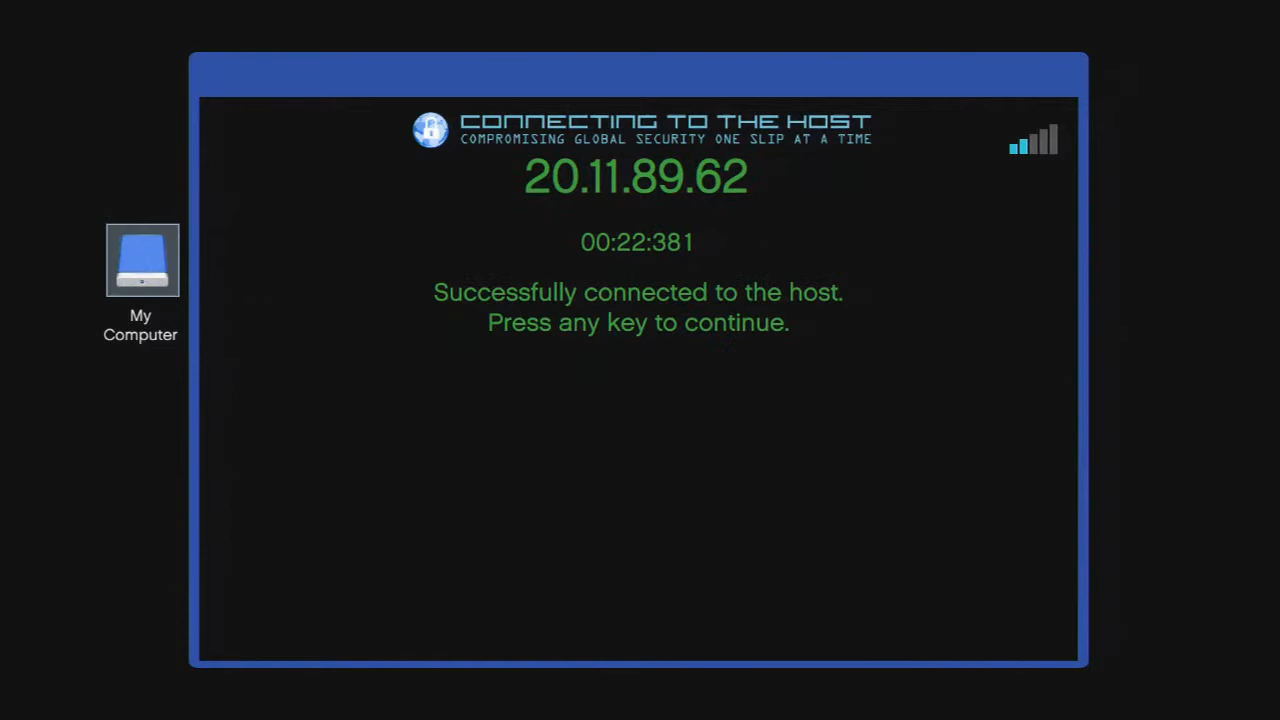 CONNECTING TO THE HOST
COMPROMISING GLOBAL SECURITY ONE SLIP AT A TIME
20.11.89.62
00:22:381
Successfully connected to the host.
Press any key to continue.
My
Computer